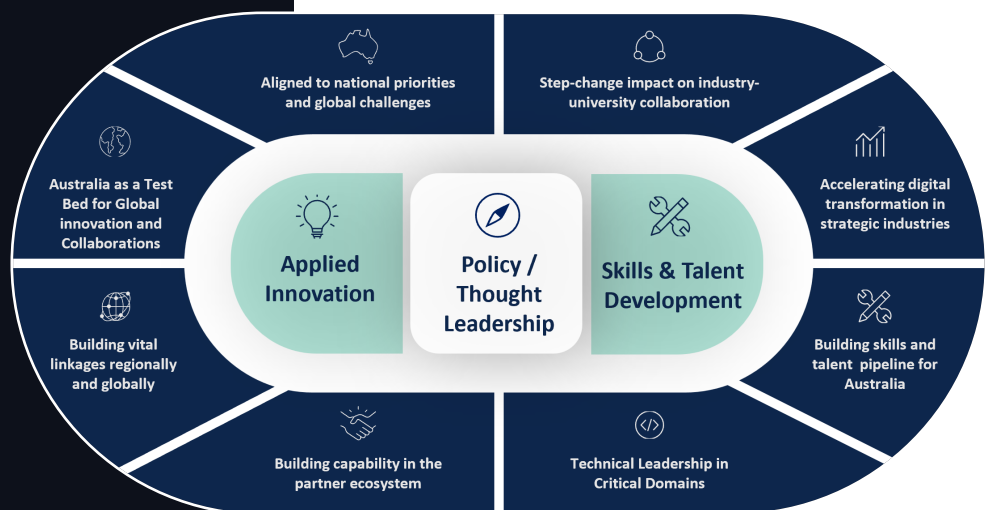 Aligned to national priorities
and global challenges
Step-change impact on industry-
university collaboration
Australia as a Test
Bed for Global
innovation and
Collaborations
Accelerating digital
transformation in
strategic industries
Applied
Innovation
Policy /
Thought
Leadership
Skills & Talent
Development
Building vital
linkages regionally
and globally
Building skills and
talent pipeline for
Australia
Building capability in the
partner ecosystem
Technical Leadership in
Critical Domains